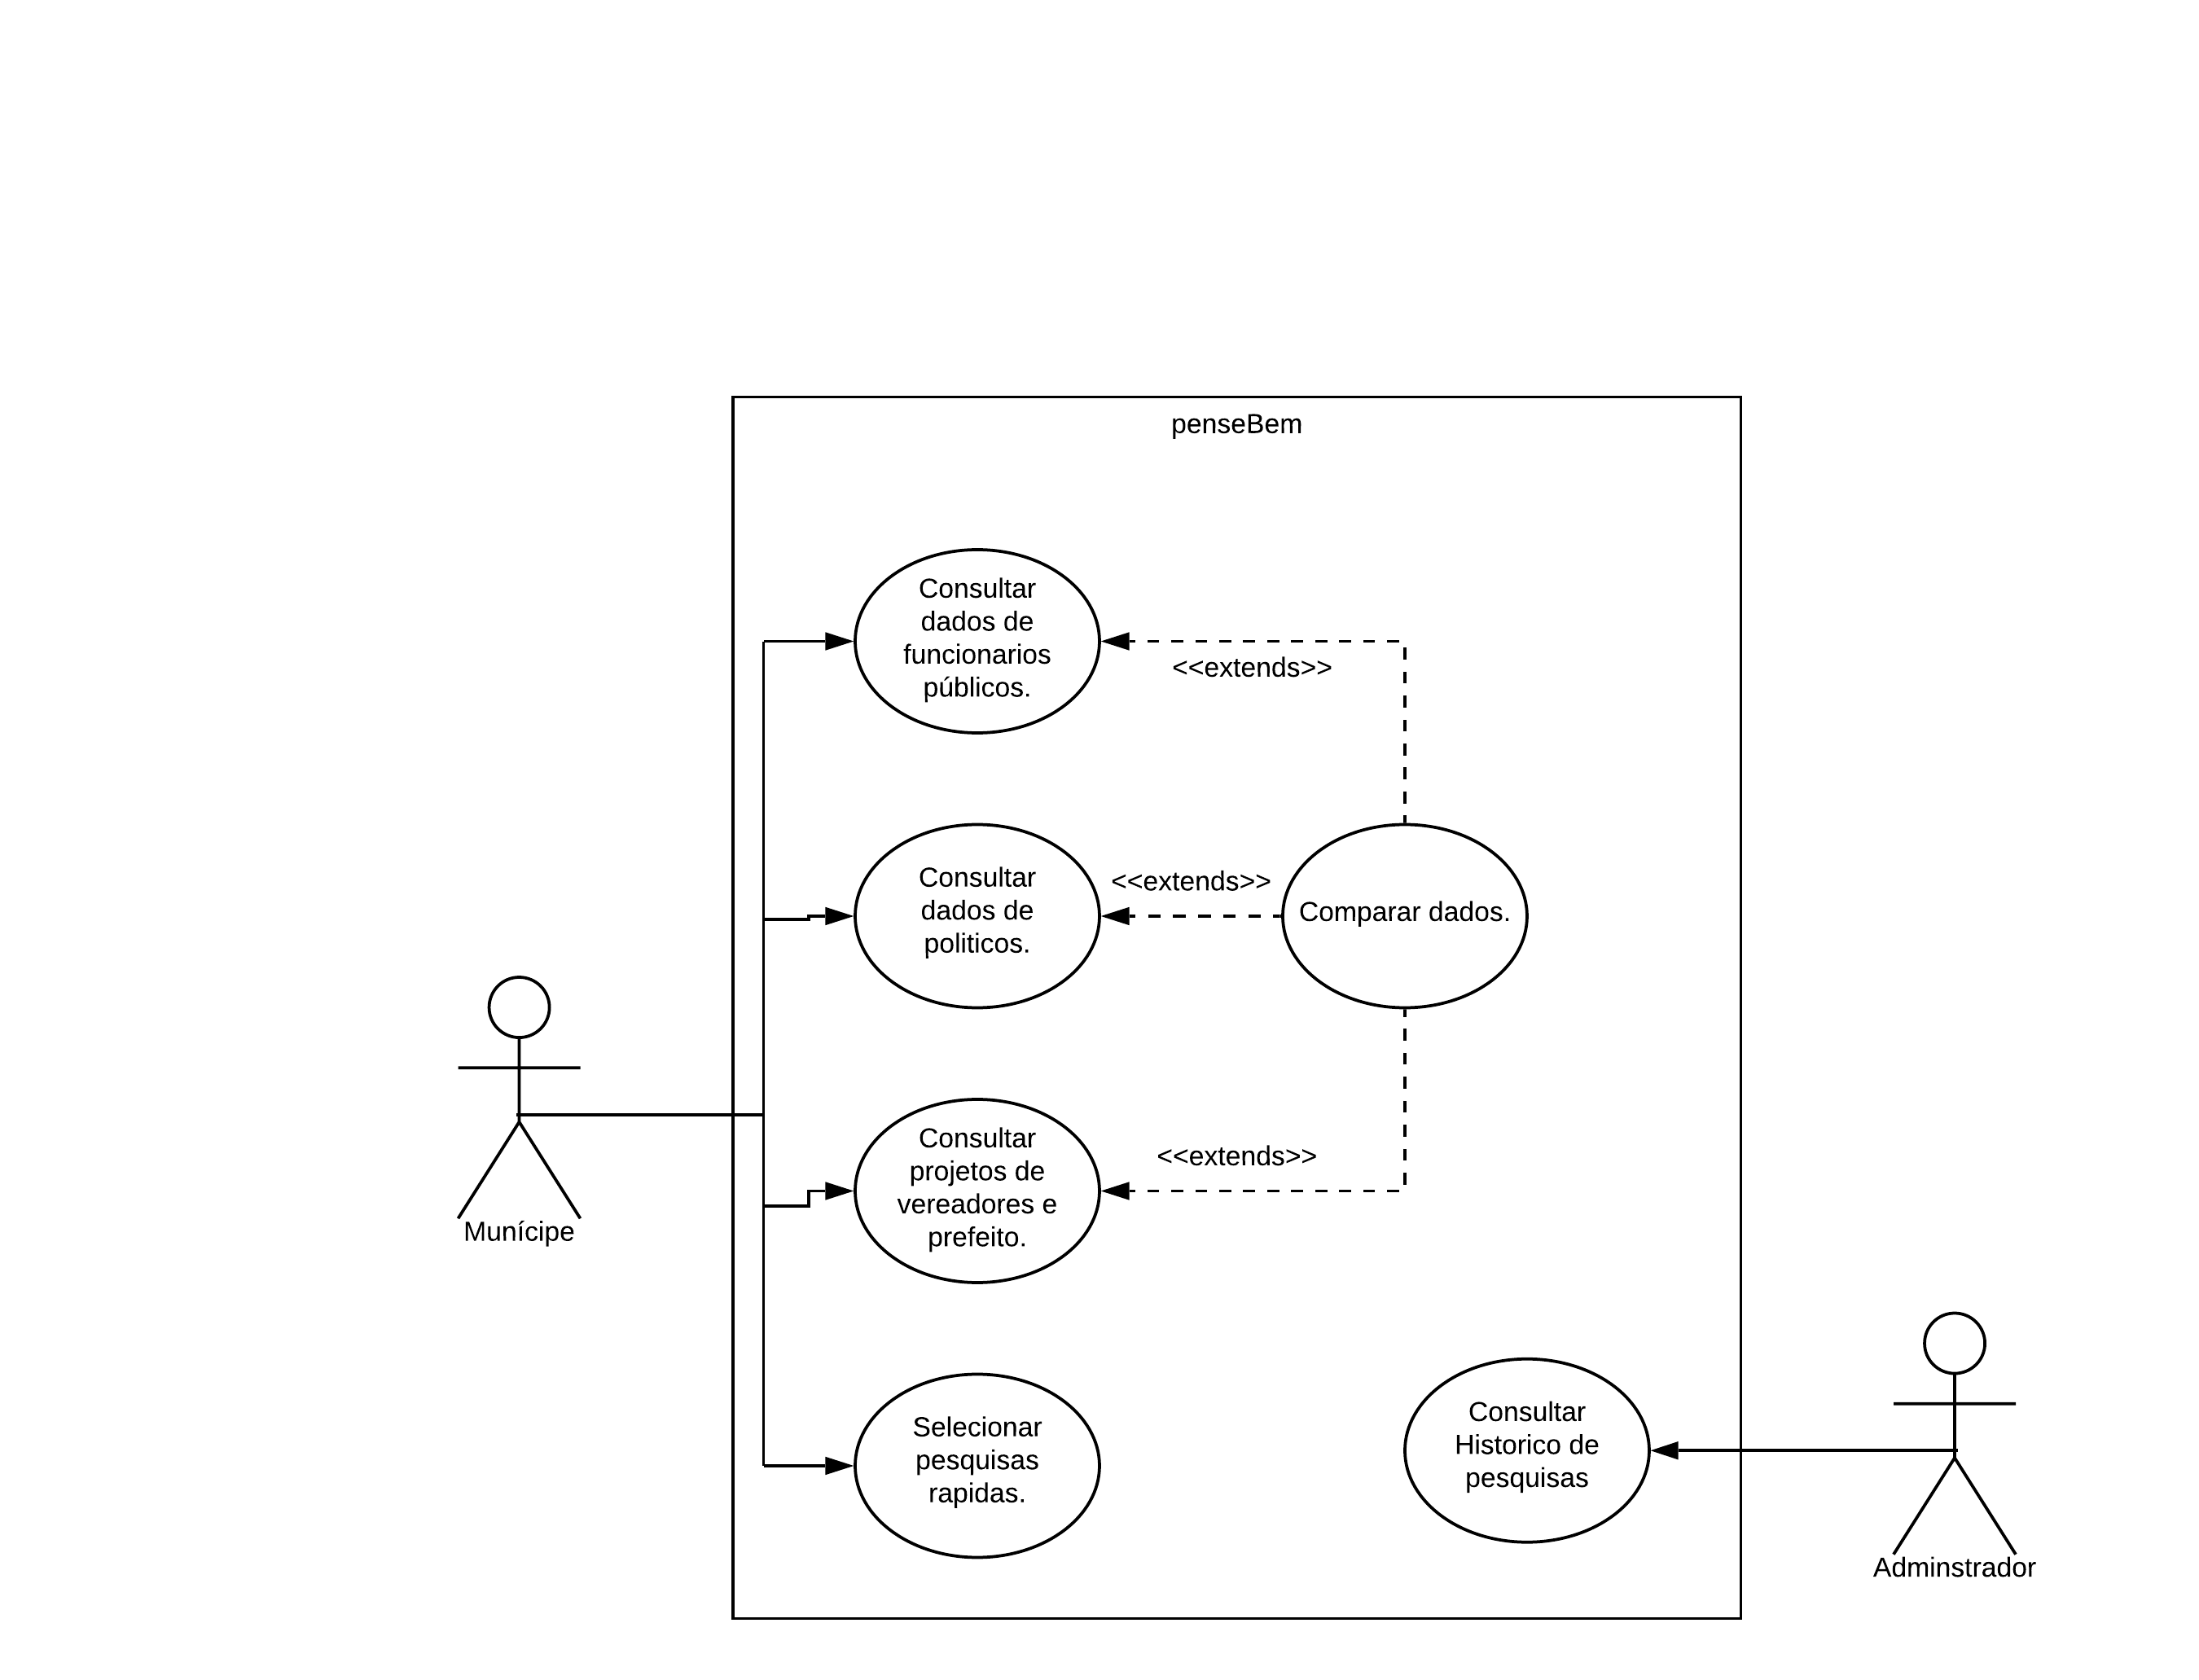 penseBem
Consultar
dados de
funcionarios
públicos.
<<extends>>
Consultar
dados de
politicos.
<<extends>>
Comparar dados.
Consultar
projetos de
vereadores e
prefeito.
<<extends>>
Munícipe
Selecionar
pesquisas
rapidas.
Consultar
Historico de
pesquisas
Adminstrador